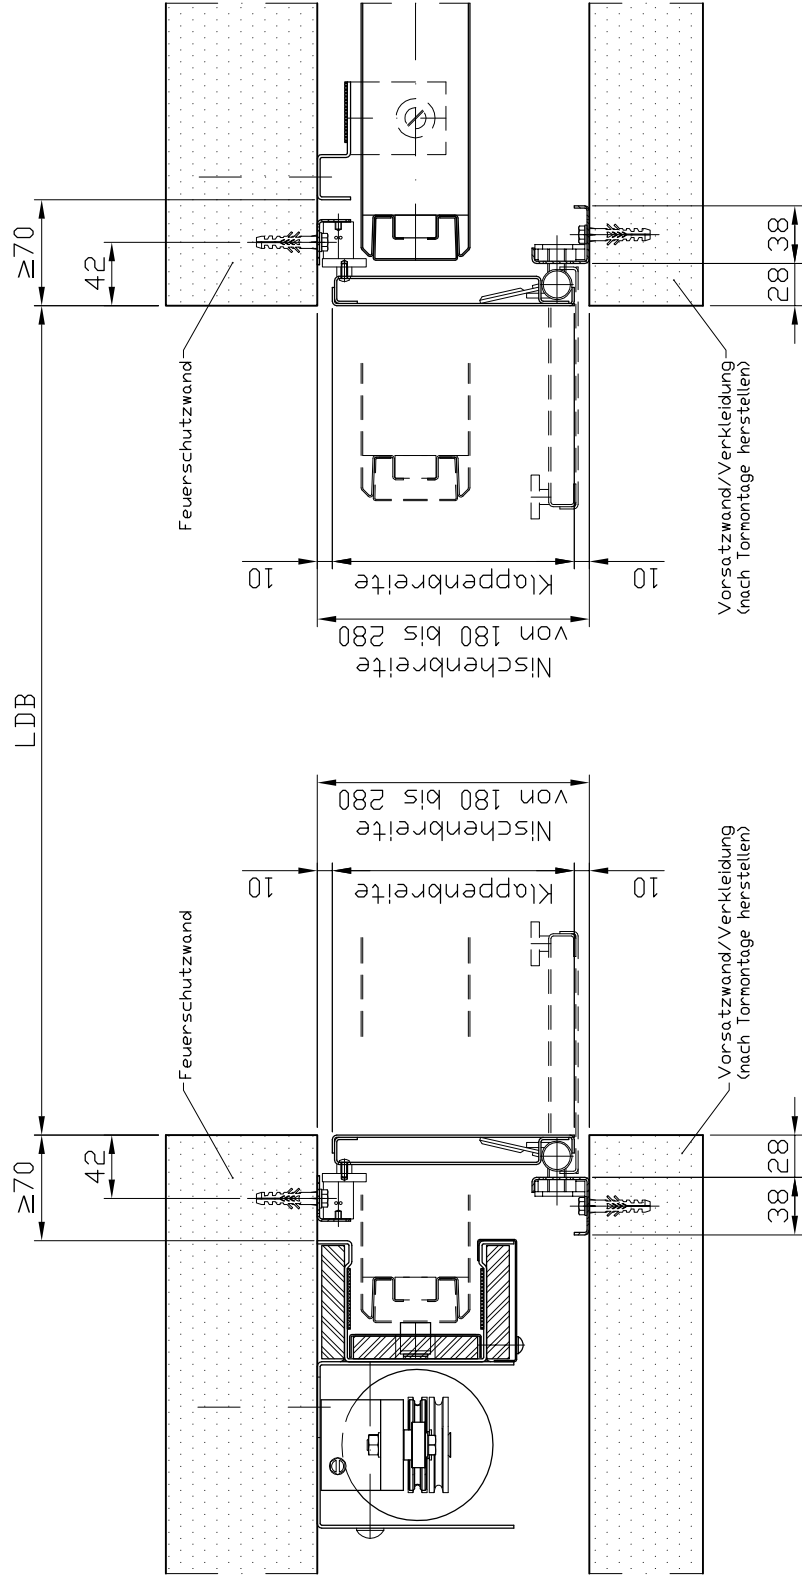 ≥70
42
Feuerschutzwand
38
28
Vorsatzwand/Verkleidung
(nach Tormontage herstellen)
10
Klappenbreite
10
Nischenbreite
von 180 bis 280
LDB
Nischenbreite
von 180 bis 280
10
Klappenbreite
10
≥70
42
Feuerschutzwand
28
38
Vorsatzwand/Verkleidung
(nach Tormontage herstellen)